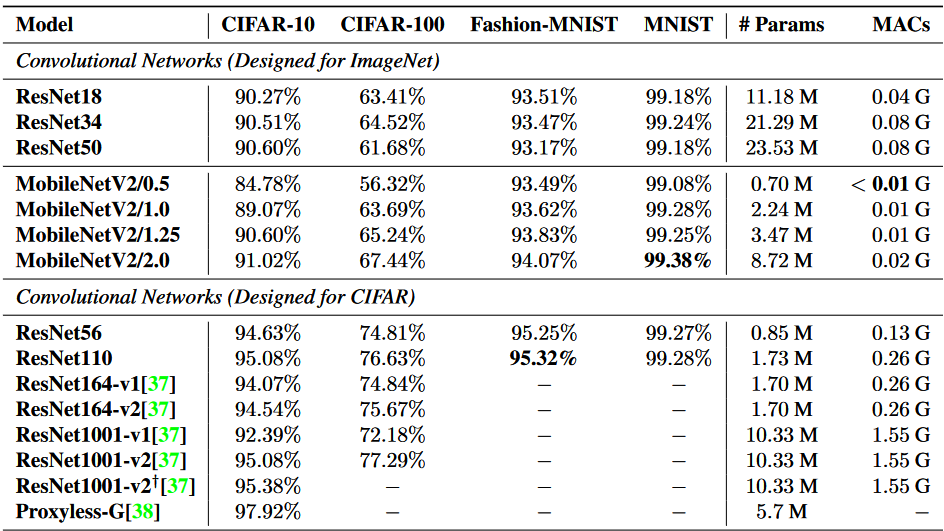 Model CIFAR-10 CIFAR-100 Fashion-MNIST MNIST # Params MACs
Convolutional Networks (Designed for ImageNet)
ResNet18 90.27% 63.41% 93.51% 99.18% 11.18 M 0.04 G
ResNet34 90.51% 64.52% 93.47% 99.24% 21.29 M 0.08 G
ResNet50 90.60% 61.68% 93.17% 99.18% 23.53 M 0.08 G
MobileNetV2/0.5 84.78% 56.32% 93.49% 99.08% 0.70 M < 0.01 G
MobileNetV2/1.0 89.07% 63.69% 93.62% 99.28% 2.24 M 0.01 G
MobileNetV2/1.25 90.60% 65.24% 93.83% 99.25% 3.47 M 0.01 G
MobileNetV2/2.0 91.02% 67.44% 94.07% 99.38% 8.72 M 0.02 G
Convolutional Networks (Designed for CIFAR)
ResNet56 94.63% 74.81% 95.25% 99.27% 0.85 M 0.13 G
ResNet110 95.08% 76.63% 95.32% 99.28% 1.73 M 0.26 G
ResNet164-v1[37] 94.07% 74.84% − − 1.70 M 0.26 G
ResNet164-v2[37] 94.54% 75.67% − − 1.70 M 0.26 G
ResNet1001-v1[37] 92.39% 72.18% − − 10.33 M 1.55 G
ResNet1001-v2[37] 95.08% 77.29% − − 10.33 M 1.55 G
ResNet1001-v2†[37] 95.38% − − − 10.33 M 1.55 G
Proxyless-G[38] 97.92% − − − 5.7 M −